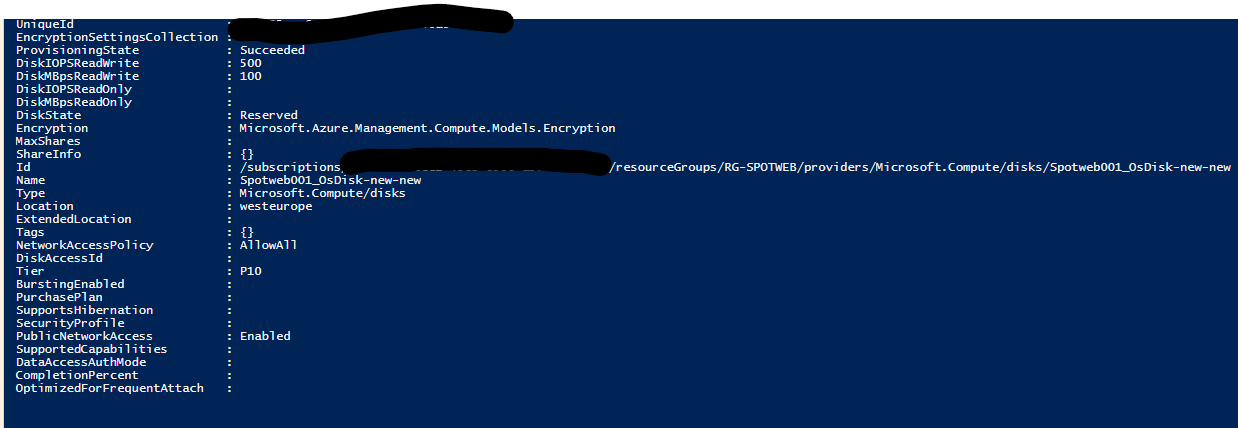 UniqueId :
EncryptionSettingsCollection :
ProvisioningState : Succeeded
DiskIOPSReadWrite : 500
DiskMBpsReadWrite : 100
DiskIOPSReadOnly :
DiskMBpsReadOnly :
DiskState : Reserved
Encryption : Microsoft.Azure.Management.Compute.Models.Encryption
MaxShares :
ShareInfo : {}
Id : /subscriptions/ /resourceGroups/RG-SPOTWEB/providers/Microsoft.Compute/disks/Spotweb001_OsDisk-new-new
Name : Spotweb001_OsDisk-new-new
Type : Microsoft.Compute/disks
Location : westeurope
ExtendedLocation :
Tags : {}
NetworkAccessPolicy : AllowAll
DiskAccessId :
Tier : P10
BurstingEnabled :
PurchasePlan :
SupportsHibernation :
SecurityProfile :
PublicNetworkAccess : Enabled
SupportedCapabilities :
DataAccessAuthMode :
CompletionPercent :
OptimizedForFrequentAttach :